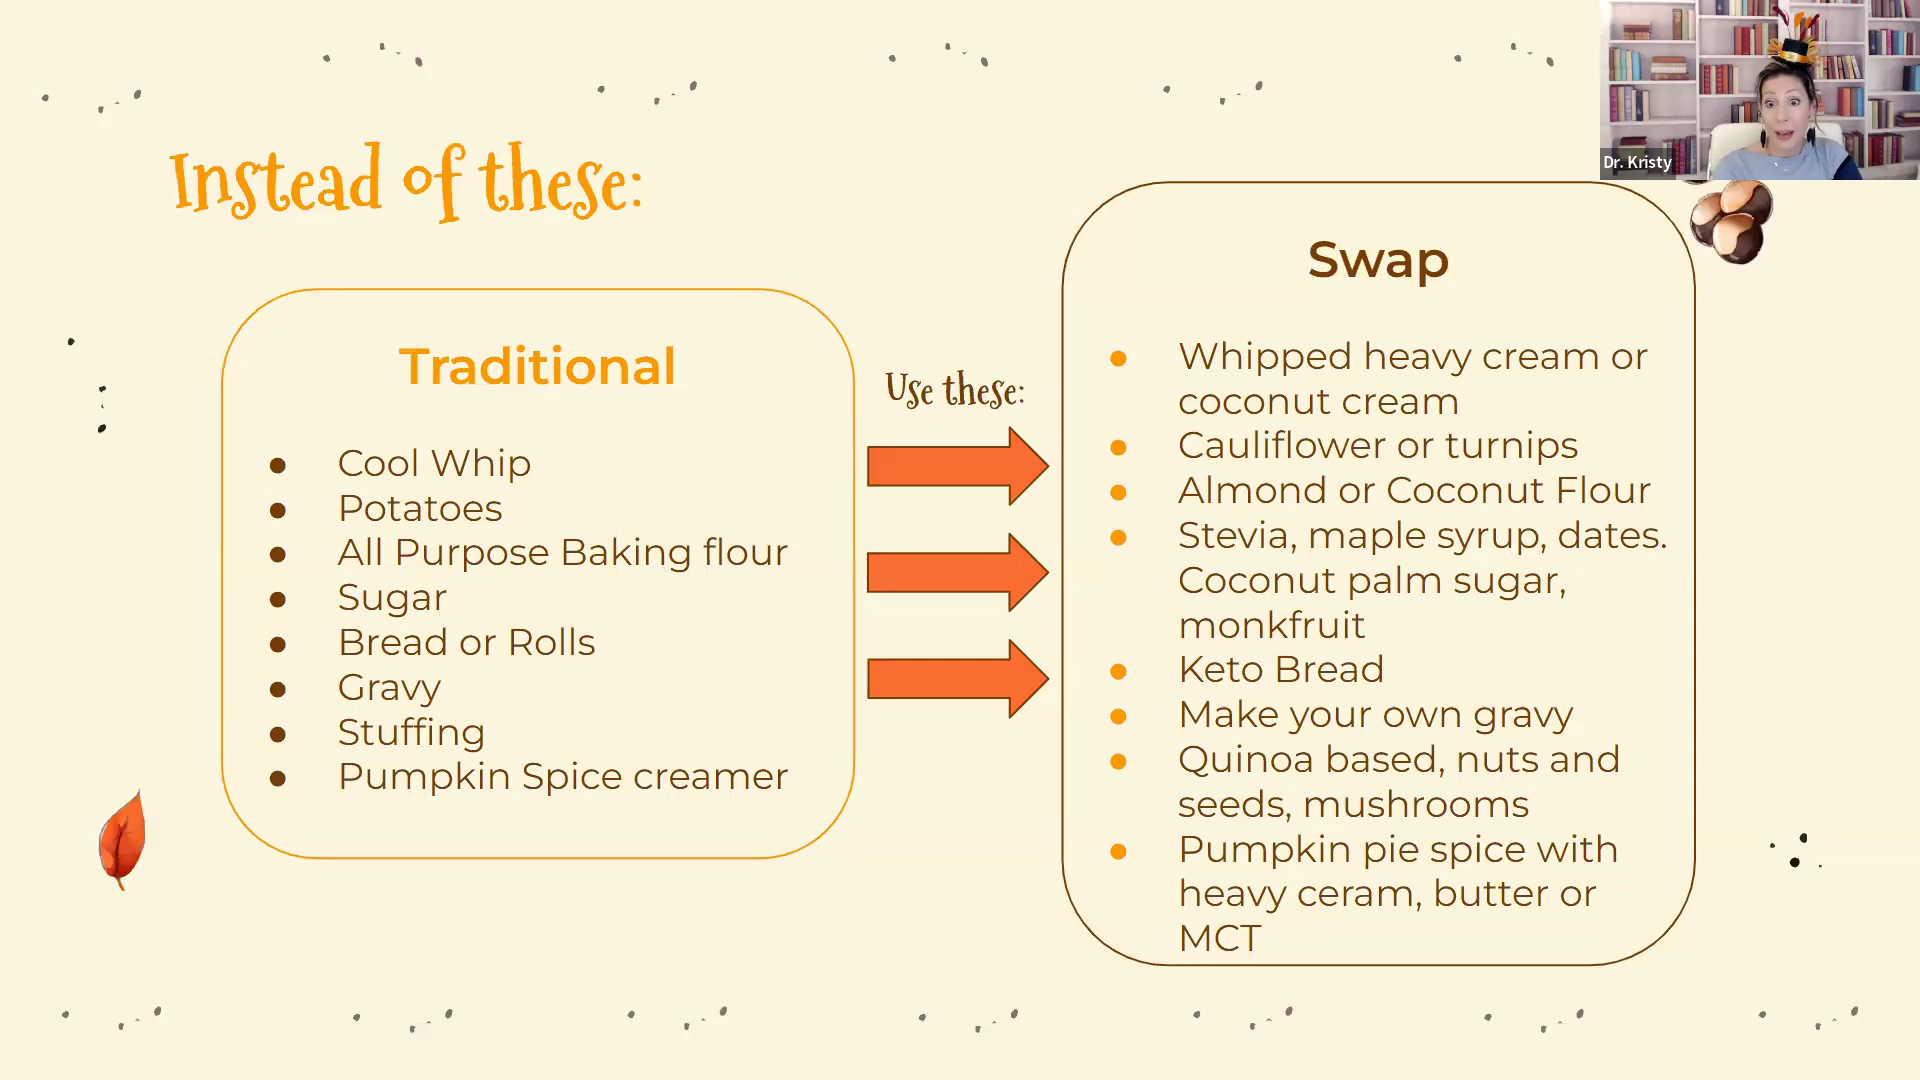 Dr. Kristy
Instead of these:
Traditional
Cool Whip
Potatoes
All Purpose Baking flour
Sugar
Bread or Rolls
Gravy
Stuffing
Pumpkin Spice creamer
Use these:
Swap
Whipped heavy cream or
coconut cream
Cauliflower or turnips
Almond or Coconut Flour
Stevia, maple syrup, dates.
Coconut palm sugar,
monkfruit
Keto Bread
Make your own gravy
Quinoa based, nuts and
seeds, mushrooms
Pumpkin pie spice with
heavy ceram, butter or
MCT